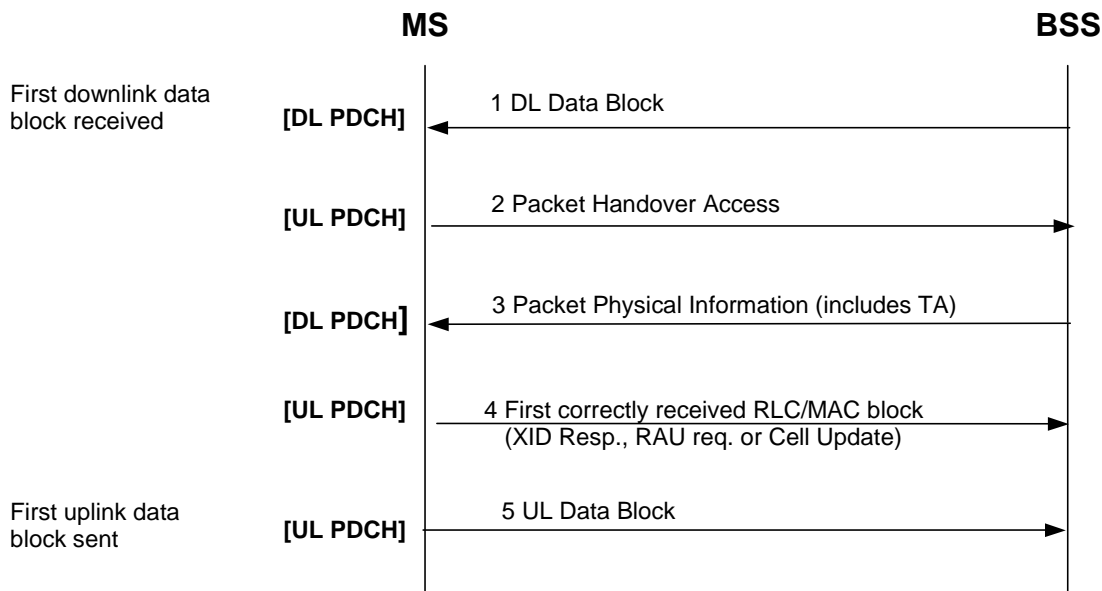 MS
BSS
First downlink data
block received
[DL PDCH]
1 DL Data Block
[UL PDCH]
2 Packet Handover Access
[DL PDCH]
3 Packet Physical Information (includes TA)
[UL PDCH]
4 First correctly received RLC/MAC block
(XID Resp., RAU req. or Cell Update)
First uplink data
block sent
[UL PDCH]
5 UL Data Block